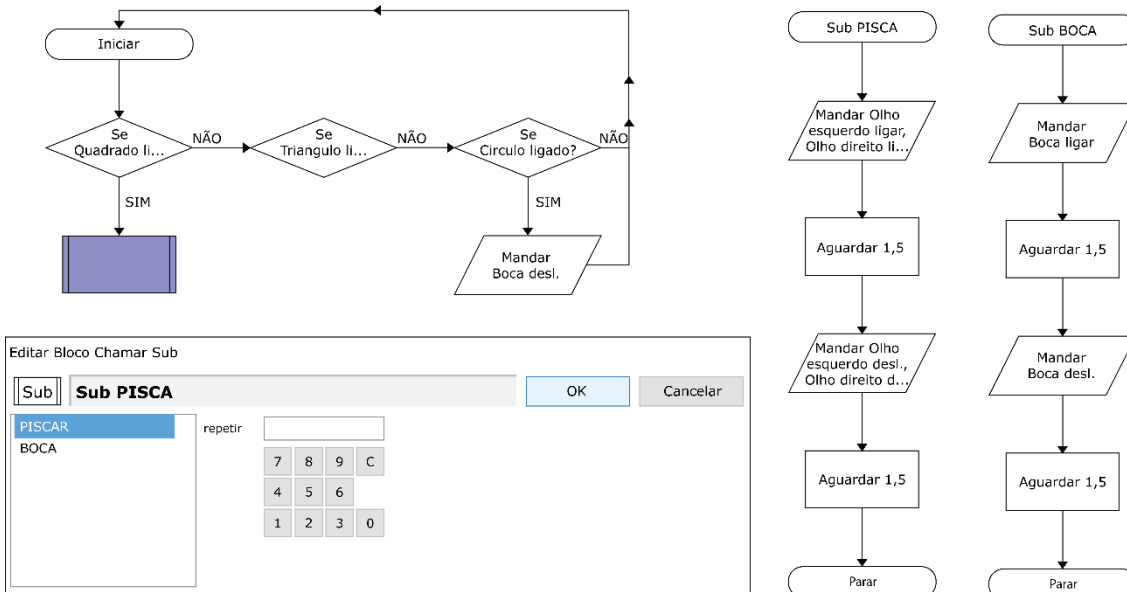 Iniciar
Se
Quadrado li...
NÃO
Se
Triangulo li...
NÃO
Se
Circulo ligado?
NÃO
SIM
SIM
Mandar
Boca desl.
Sub PISCA
Mandar Olho
esquerdo ligar,
Olho direito li...
Aguardar 1,5
Mandar Olho
esquerdo desl.,
Olho direito d...
Aguardar 1,5
Parar
Sub BOCA
Mandar
Boca ligar
Aguardar 1,5
Mandar
Boca desl.
Aguardar 1,5
Parar
Editar Bloco Chamar Sub
Sub Sub PISCA OK Cancelar
PISCAR
BOCA
repetir
7 8 9 C
4 5 6
1 2 3 0